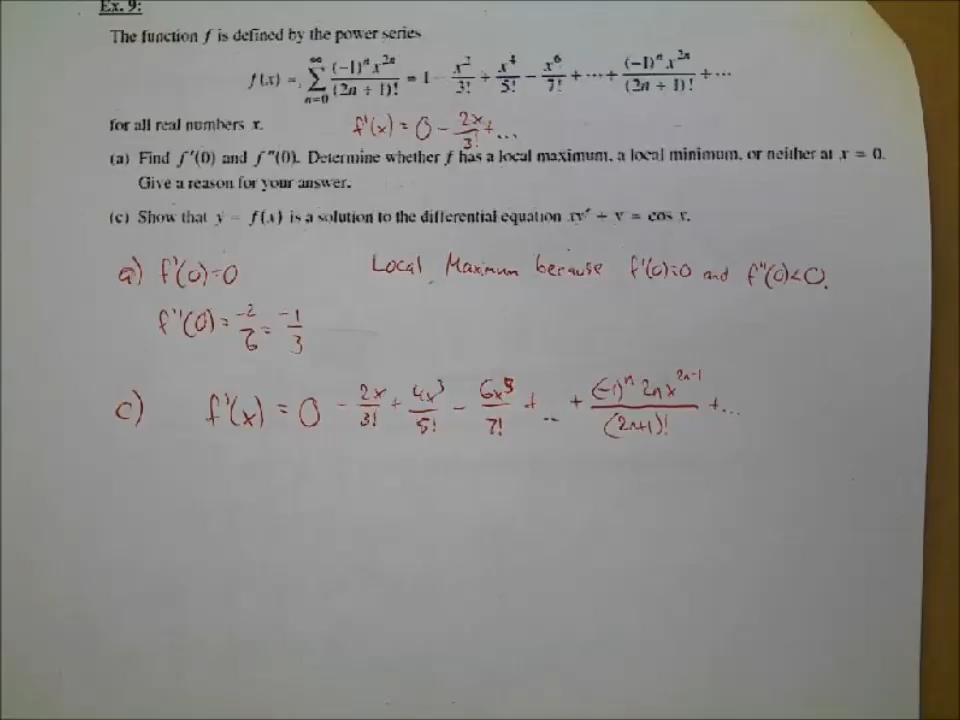 Ex. 9:
The function f is defined by the power series
f(x) = ∑_{n=0}^{∞} (-1)^n x^{2n} / (2n + 1)! = 1 - x^2/3! + x^4/5! - x^6/7! + ⋯ + (-1)^n x^{2n} / (2n + 1)! + ⋯
for all real numbers x.
f'(x) = 0 - 2x/3! + ...
(a) Find f'(0) and f''(0). Determine whether f has a local maximum, a local minimum, or neither at x = 0.
Give a reason for your answer.
(c) Show that y = f(x) is a solution to the differential equation xy' + y = cos x.
a) f'(0)=0 Local Maximum because f'(0)=0 and f''(0)<0.
f''(0) = -2/6 = -1/3
c) f'(x) = 0 - 2x/3! + 4x^3/5! - 6x^5/7! + ... + (-1)^n 2n x^{2n-1} / (2n+1)! + ...